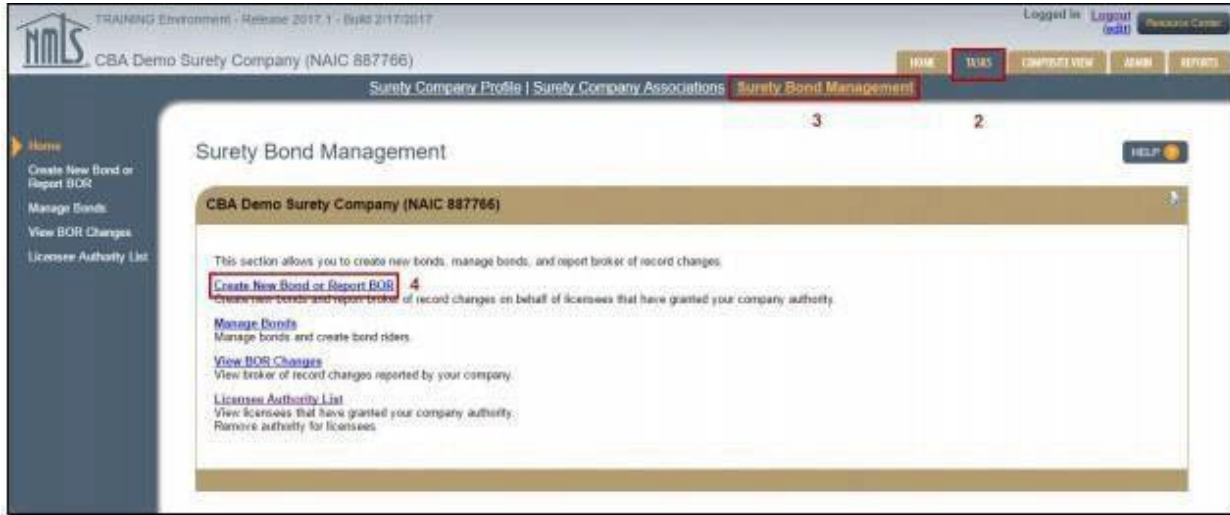 TRAINING Environment - Release 2017.1 - Build 2/17/2017
Logged in Logout
(edit)
Resource Center
NMLS
CBA Demo Surety Company (NAIC 887766)
HOME TASKS COMPOSITE VIEW ADMIN REPORTS
Surety Company Profile | Surety Company Associations | Surety Bond Management
3 2
Home
Create New Bond or
Report BOR
Manage Bonds
View BOR Changes
Licensee Authority List
Surety Bond Management
HELP ?
CBA Demo Surety Company (NAIC 887766)
This section allows you to create new bonds, manage bonds, and report broker of record changes.
Create New Bond or Report BOR 4
Create new bonds and report broker of record changes on behalf of licensees that have granted your company authority.
Manage Bonds
Manage bonds and create bond riders.
View BOR Changes
View broker of record changes reported by your company.
Licensee Authority List
View licensees that have granted your company authority.
Remove authority for licensees.